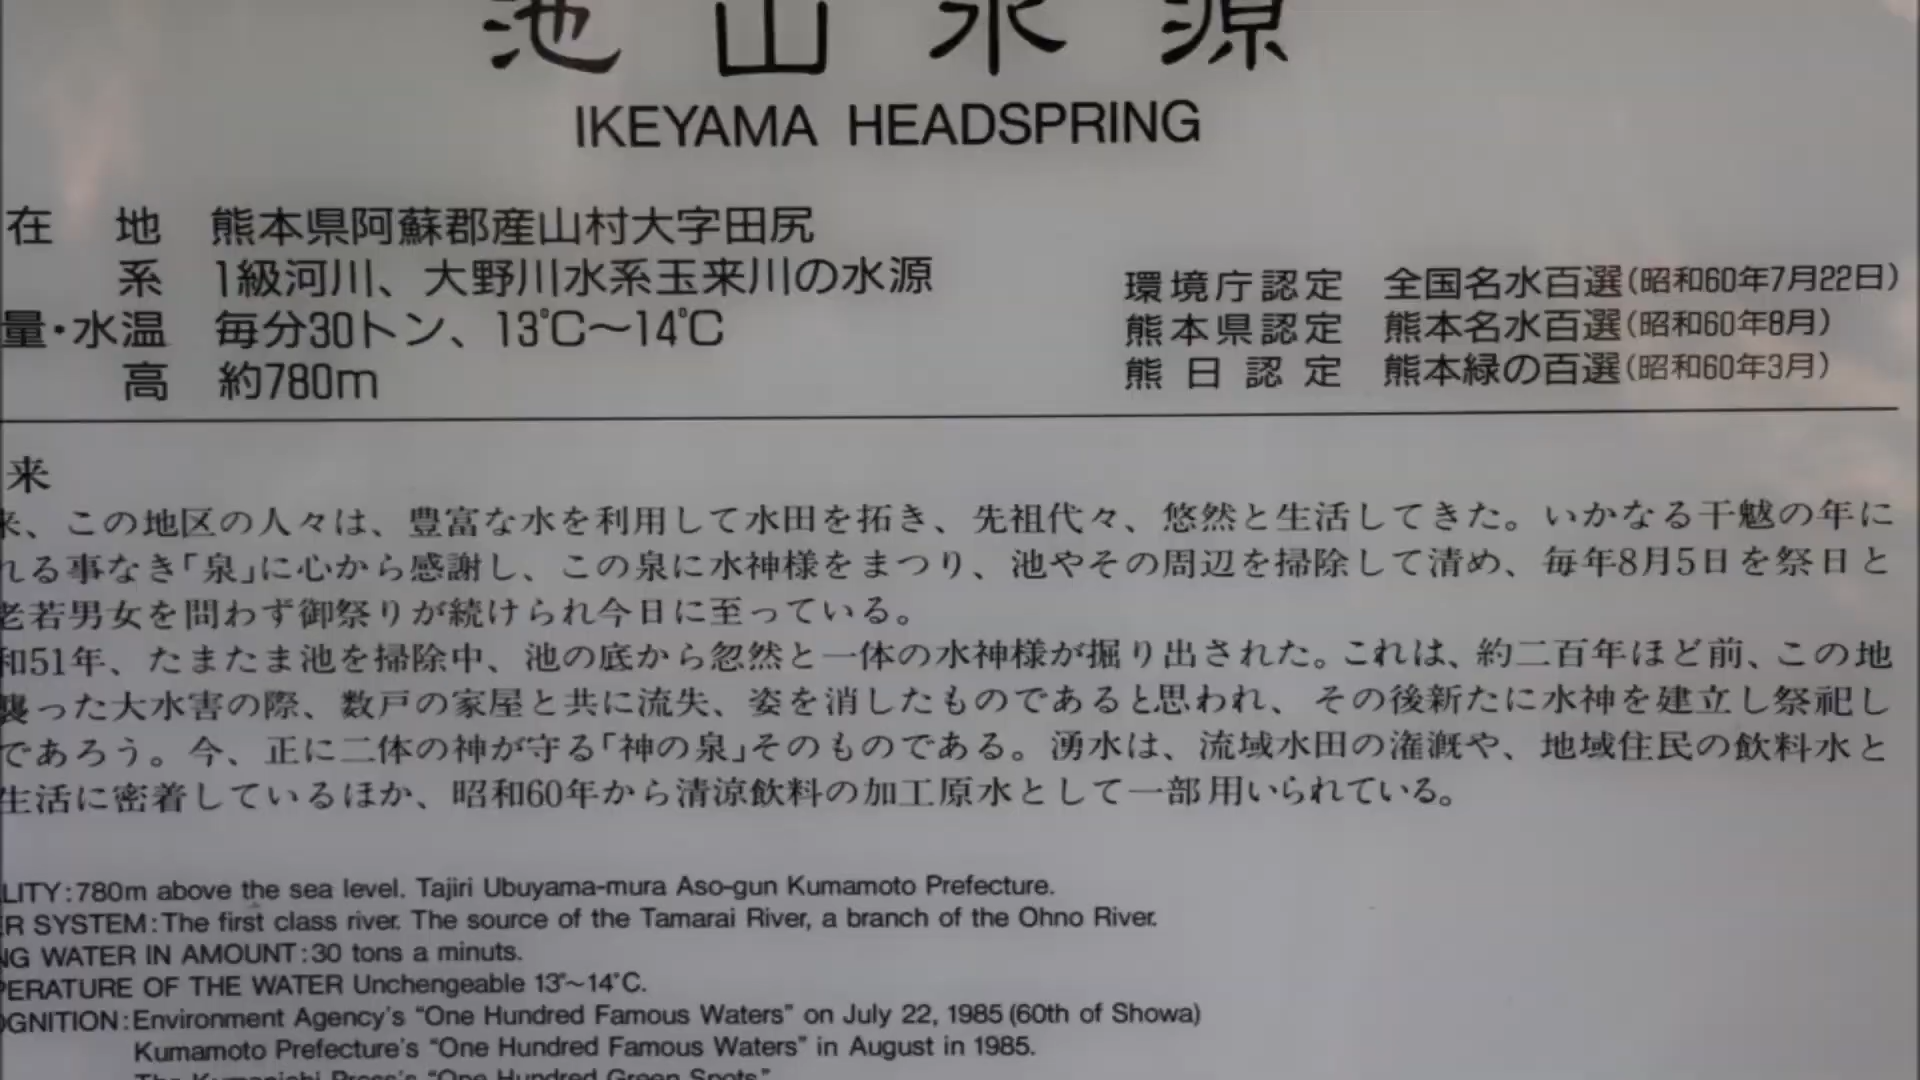 池山水源
IKEYAMA HEADSPRING
在 地 熊本県阿蘇郡産山村大字田尻
系 1級河川、大野川水系玉来川の水源
量・水温 毎分30トン、13℃〜14℃
高 約780m
環境庁認定 全国名水百選(昭和60年7月22日)
熊本県認定 熊本名水百選(昭和60年8月)
熊日認定 熊本緑の百選(昭和60年3月)
来
来、この地区の人々は、豊富な水を利用して水田を拓き、先祖代々、悠然と生活してきた。いかなる干魃の年に
れる事なき「泉」に心から感謝し、この泉に水神様をまつり、池やその周辺を掃除して清め、毎年8月5日を祭日と
老若男女を問わず御祭りが続けられ今日に至っている。
和51年、たまたま池を掃除中、池の底から忽然と一体の水神様が掘り出された。これは、約二百年ほど前、この地
襲った大水害の際、数戸の家屋と共に流失、姿を消したものであると思われ、その後新たに水神を建立し祭祀し
であろう。今、正に二体の神が守る「神の泉」そのものである。湧水は、流域水田の潅漑や、地域住民の飲料水と
生活に密着しているほか、昭和60年から清涼飲料の加工原水として一部用いられている。
LITY:780m above the sea level. Tajiri Ubuyama-mura Aso-gun Kumamoto Prefecture.
ER SYSTEM:The first class river. The source of the Tamarai River, a branch of the Ohno River.
NG WATER IN AMOUNT:30 tons a minuts.
PERATURE OF THE WATER Unchengeable 13°~14°C.
OGNITION:Environment Agency's “One Hundred Famous Waters” on July 22, 1985 (60th of Showa)
Kumamoto Prefecture's “One Hundred Famous Waters” in August in 1985.
The Kumanichi Press's “One Hundred Green Spots”